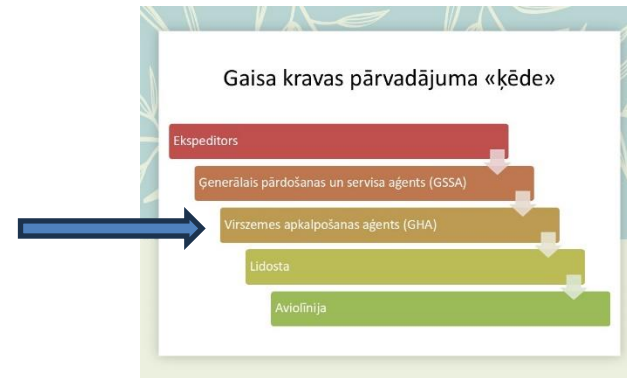 Gaisa kravas pārvadājuma «ķēde»
Ekspeditors
Ģenerālais pārdošanas un servisa aģents (GSSA)
Virszemes apkalpošanas aģents (GHA)
Lidosta
Aviolīnija